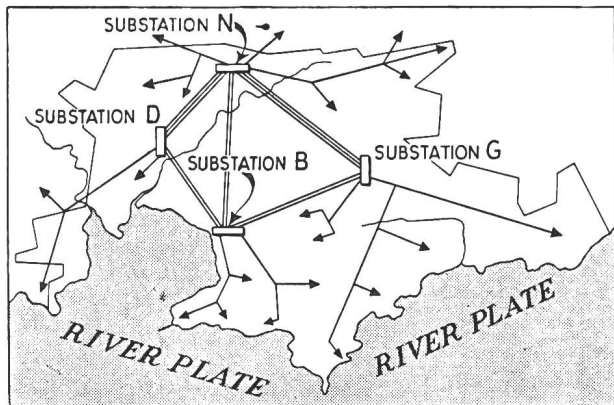 SUBSTATION N
SUBSTATION D
SUBSTATION B
SUBSTATION G
RIVER PLATE
RIVER PLATE